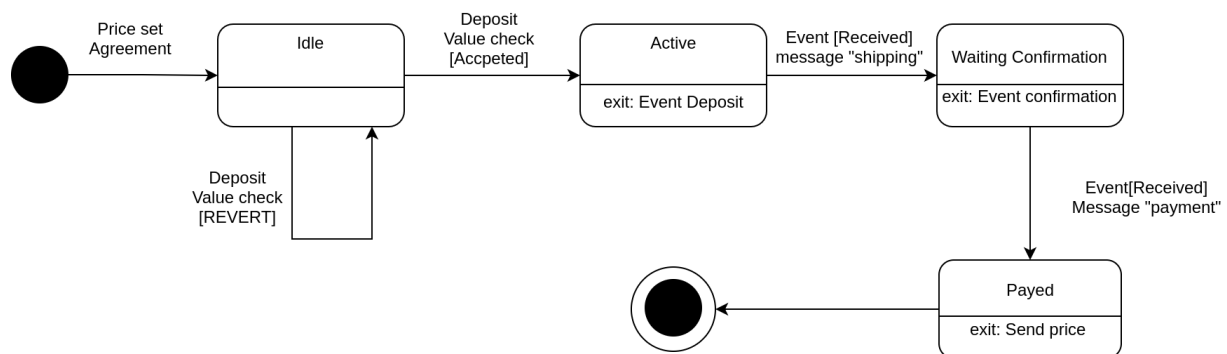 Price set
Agreement
Idle
Deposit
Value check
[Accpeted]
Active
exit: Event Deposit
Event [Received]
message "shipping"
Waiting Confirmation
exit: Event confirmation
Deposit
Value check
[REVERT]
Event[Received]
Message "payment"
Payed
exit: Send price